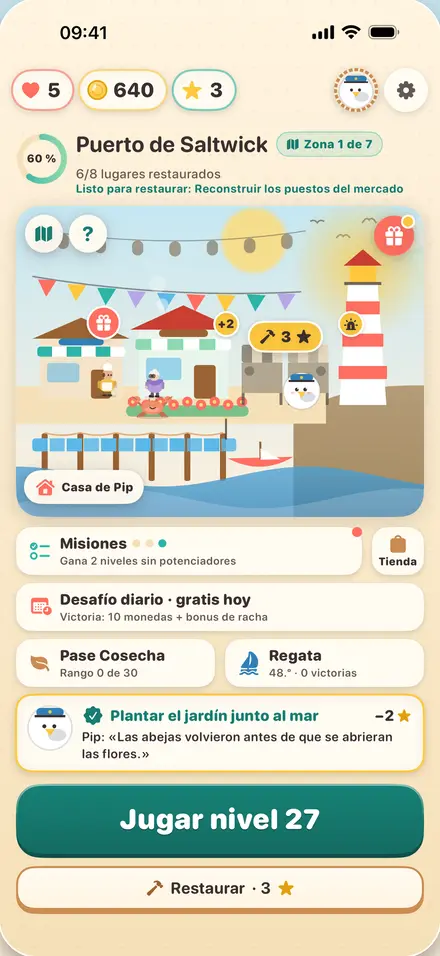 09:41
5
640
3
60 %
Puerto de Saltwick
Zona 1 de 7
6/8 lugares restaurados
Listo para restaurar: Reconstruir los puestos del mercado
?
+2
3
Casa de Pip
Misiones
Gana 2 niveles sin potenciadores
Tienda
Desafío diario · gratis hoy
Victoria: 10 monedas + bonus de racha
Pase Cosecha
Rango 0 de 30
Regata
48.° · 0 victorias
Plantar el jardín junto al mar
−2
Pip: «Las abejas volvieron antes de que se abrieran
las flores.»
Jugar nivel 27
Restaurar · 3